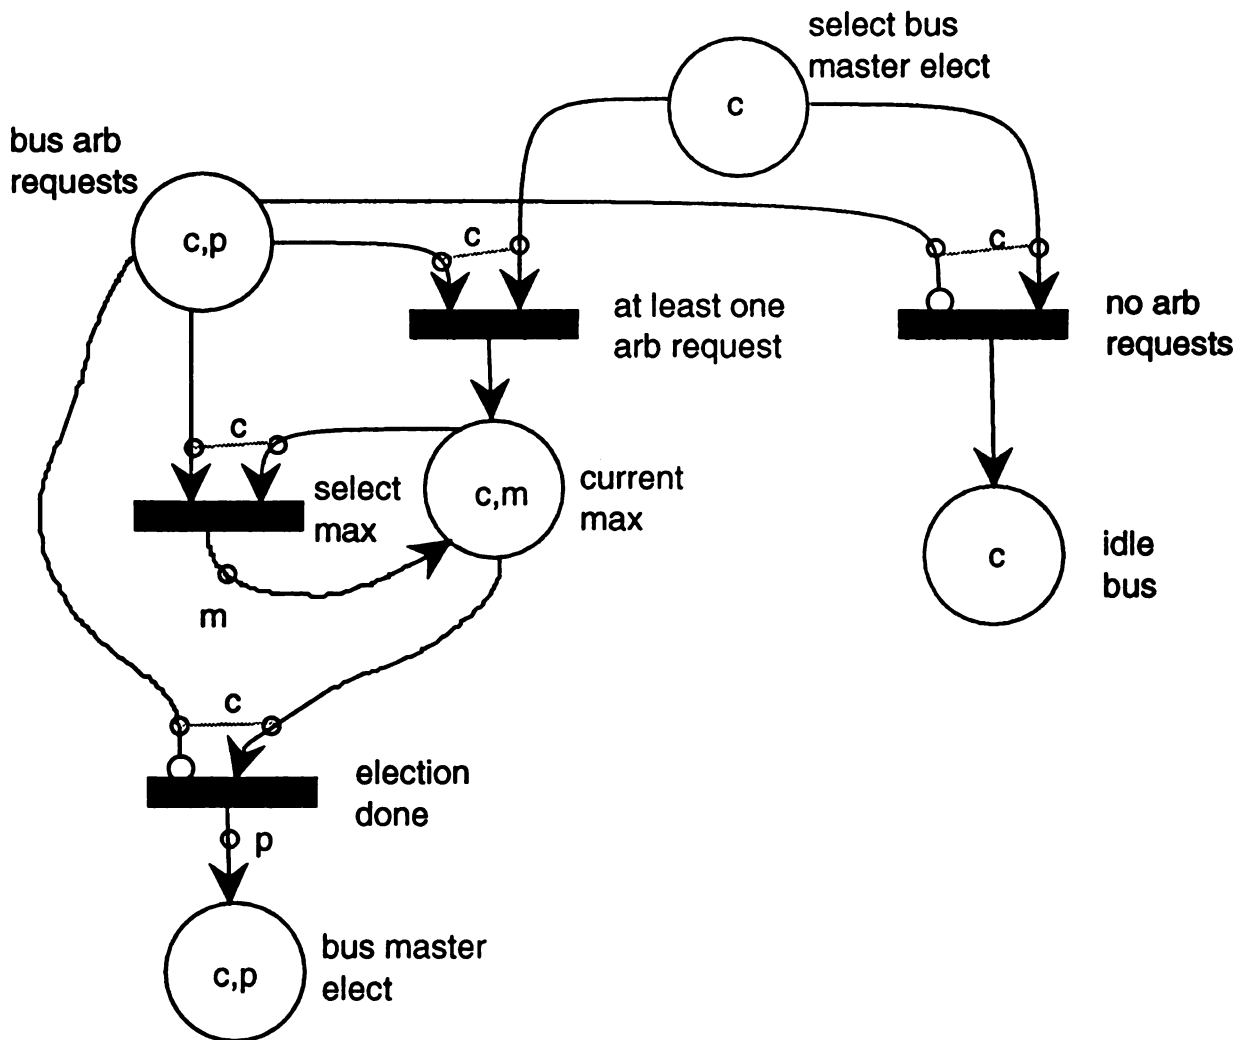 select bus
master elect
c
bus arb
requests
c,p
c
c
at least one
arb request
no arb
requests
c
select
max
c,m
current
max
c
idle
bus
m
c
election
done
p
c,p
bus master
elect